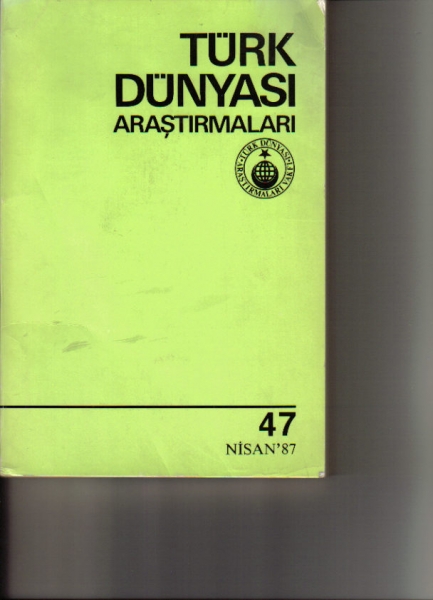 TÜRK
DÜNYASI
ARAŞTIRMALARI
TÜRK DÜNYASI
ARAŞTIRMALARI VAKFI
47
NİSAN'87